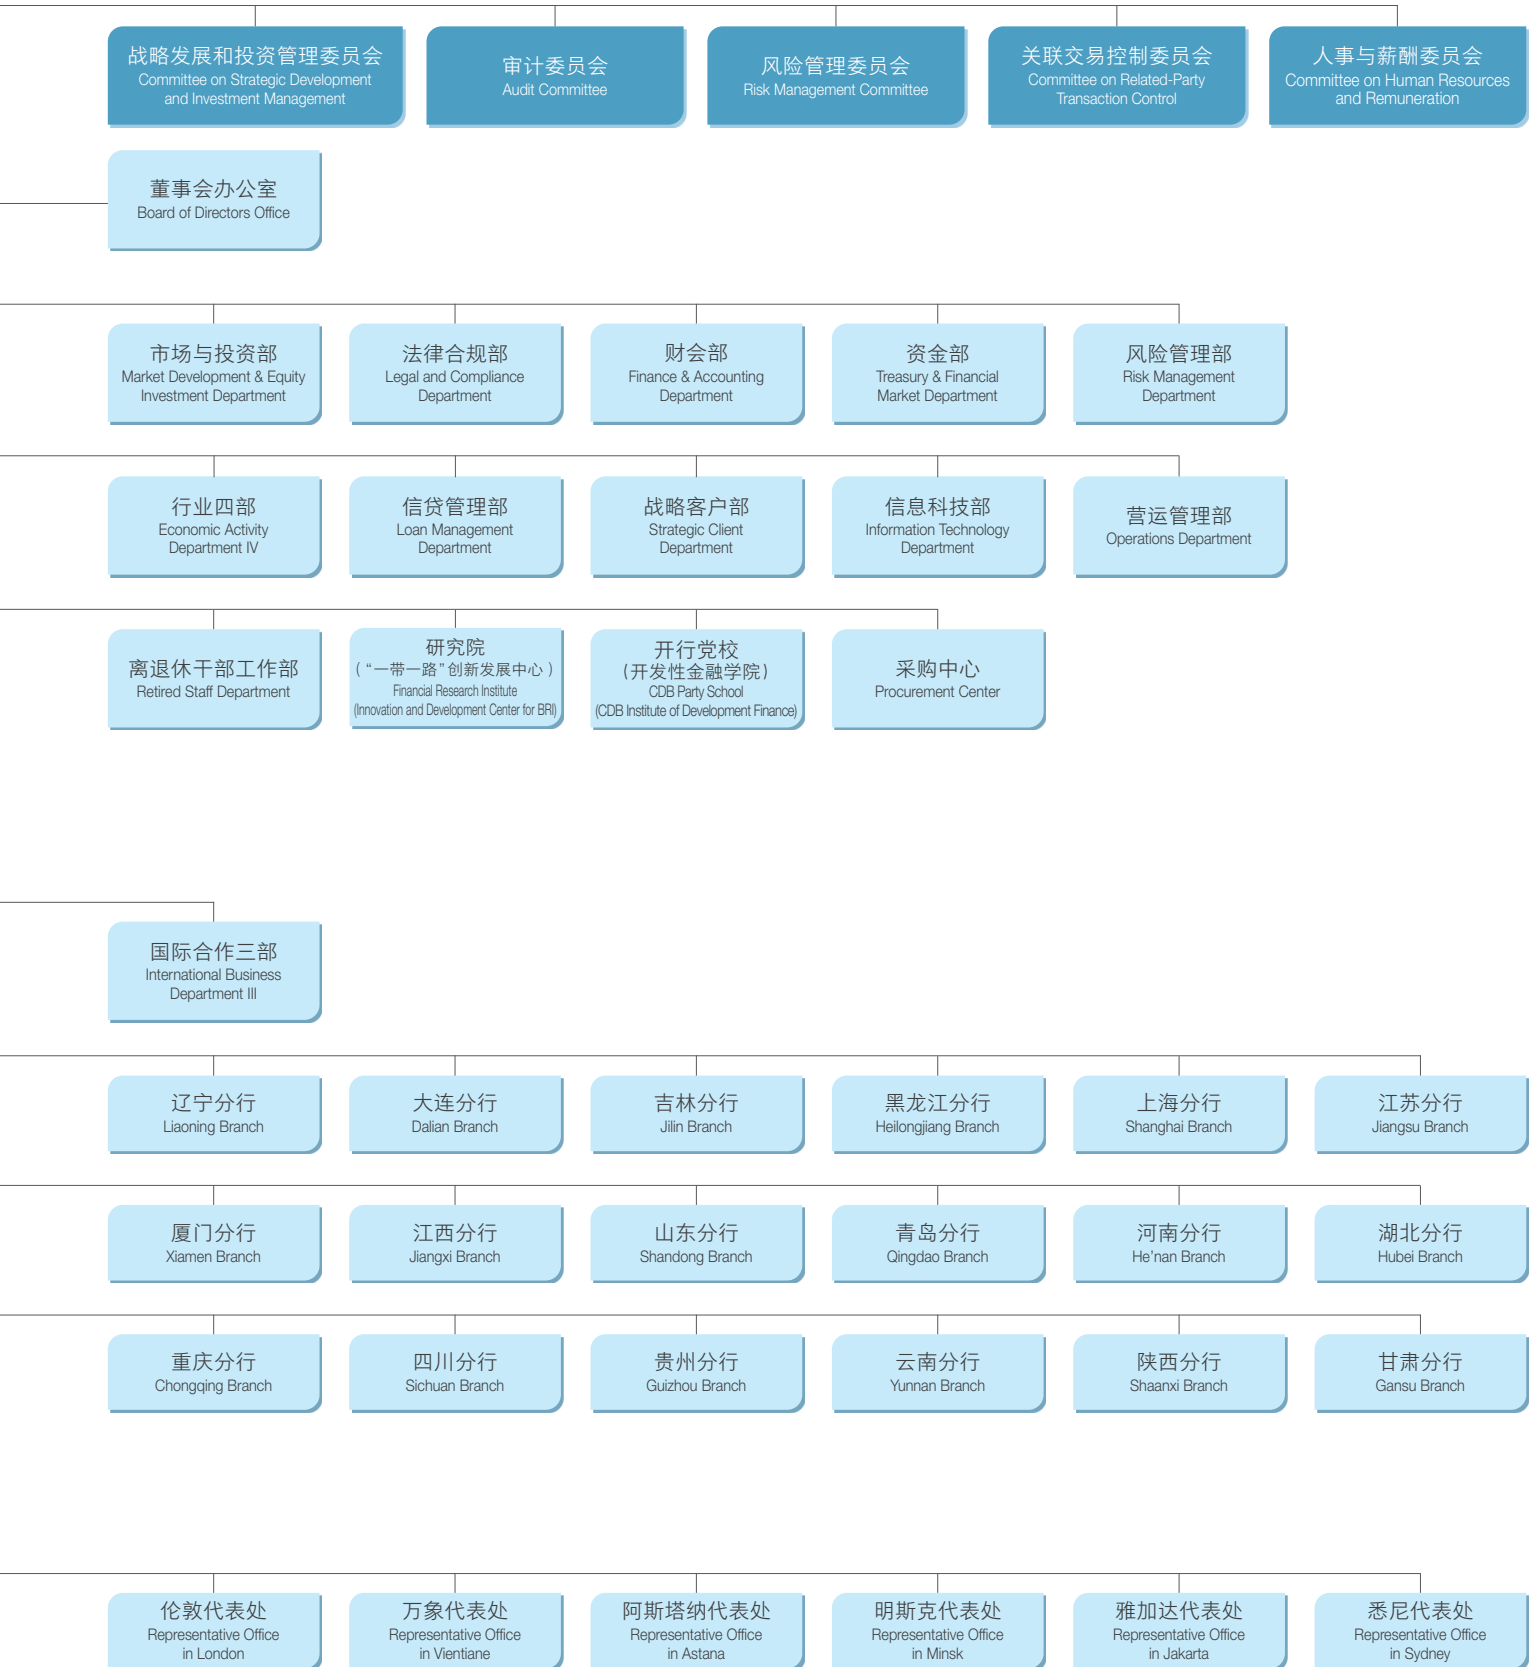 战略发展和投资管理委员会
Committee on Strategic Development
and Investment Management
审计委员会
Audit Committee
风险管理委员会
Risk Management Committee
关联交易控制委员会
Committee on Related-Party
Transaction Control
人事与薪酬委员会
Committee on Human Resources
and Remuneration
董事会办公室
Board of Directors Office
市场与投资部
Market Development & Equity
Investment Department
法律合规部
Legal and Compliance
Department
财会部
Finance & Accounting
Department
资金部
Treasury & Financial
Market Department
风险管理部
Risk Management
Department
行业四部
Economic Activity
Department IV
信贷管理部
Loan Management
Department
战略客户部
Strategic Client
Department
信息科技部
Information Technology
Department
营运管理部
Operations Department
离退休干部工作部
Retired Staff Department
研究院
（“一带一路”创新发展中心）
Financial Research Institute
(Innovation and Development Center for BRI)
开行党校
（开发性金融学院）
CDB Party School
(CDB Institute of Development Finance)
采购中心
Procurement Center
国际合作三部
International Business
Department III
辽宁分行
Liaoning Branch
大连分行
Dalian Branch
吉林分行
Jilin Branch
黑龙江分行
Heilongjiang Branch
上海分行
Shanghai Branch
江苏分行
Jiangsu Branch
厦门分行
Xiamen Branch
江西分行
Jiangxi Branch
山东分行
Shandong Branch
青岛分行
Qingdao Branch
河南分行
He’nan Branch
湖北分行
Hubei Branch
重庆分行
Chongqing Branch
四川分行
Sichuan Branch
贵州分行
Guizhou Branch
云南分行
Yunnan Branch
陕西分行
Shaanxi Branch
甘肃分行
Gansu Branch
伦敦代表处
Representative Office
in London
万象代表处
Representative Office
in Vientiane
阿斯塔纳代表处
Representative Office
in Astana
明斯克代表处
Representative Office
in Minsk
雅加达代表处
Representative Office
in Jakarta
悉尼代表处
Representative Office
in Sydney